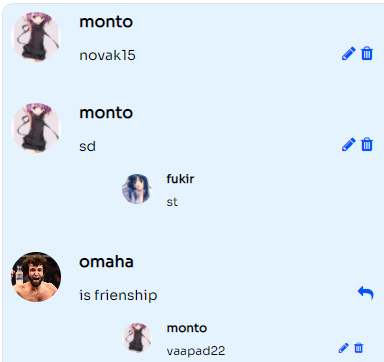 monto
novak15
monto
sd
fukir
st
omaha
is frienship
monto
vaapad22